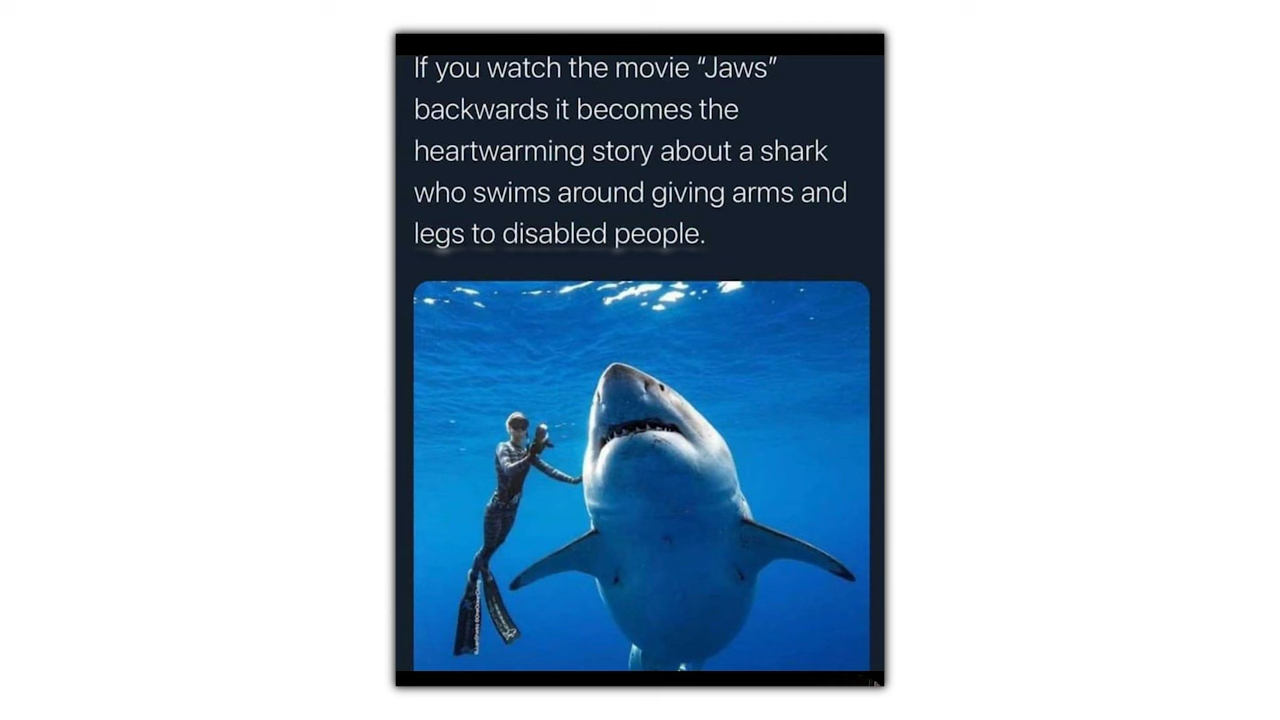 If you watch the movie “Jaws”
backwards it becomes the
heartwarming story about a shark
who swims around giving arms and
legs to disabled people.